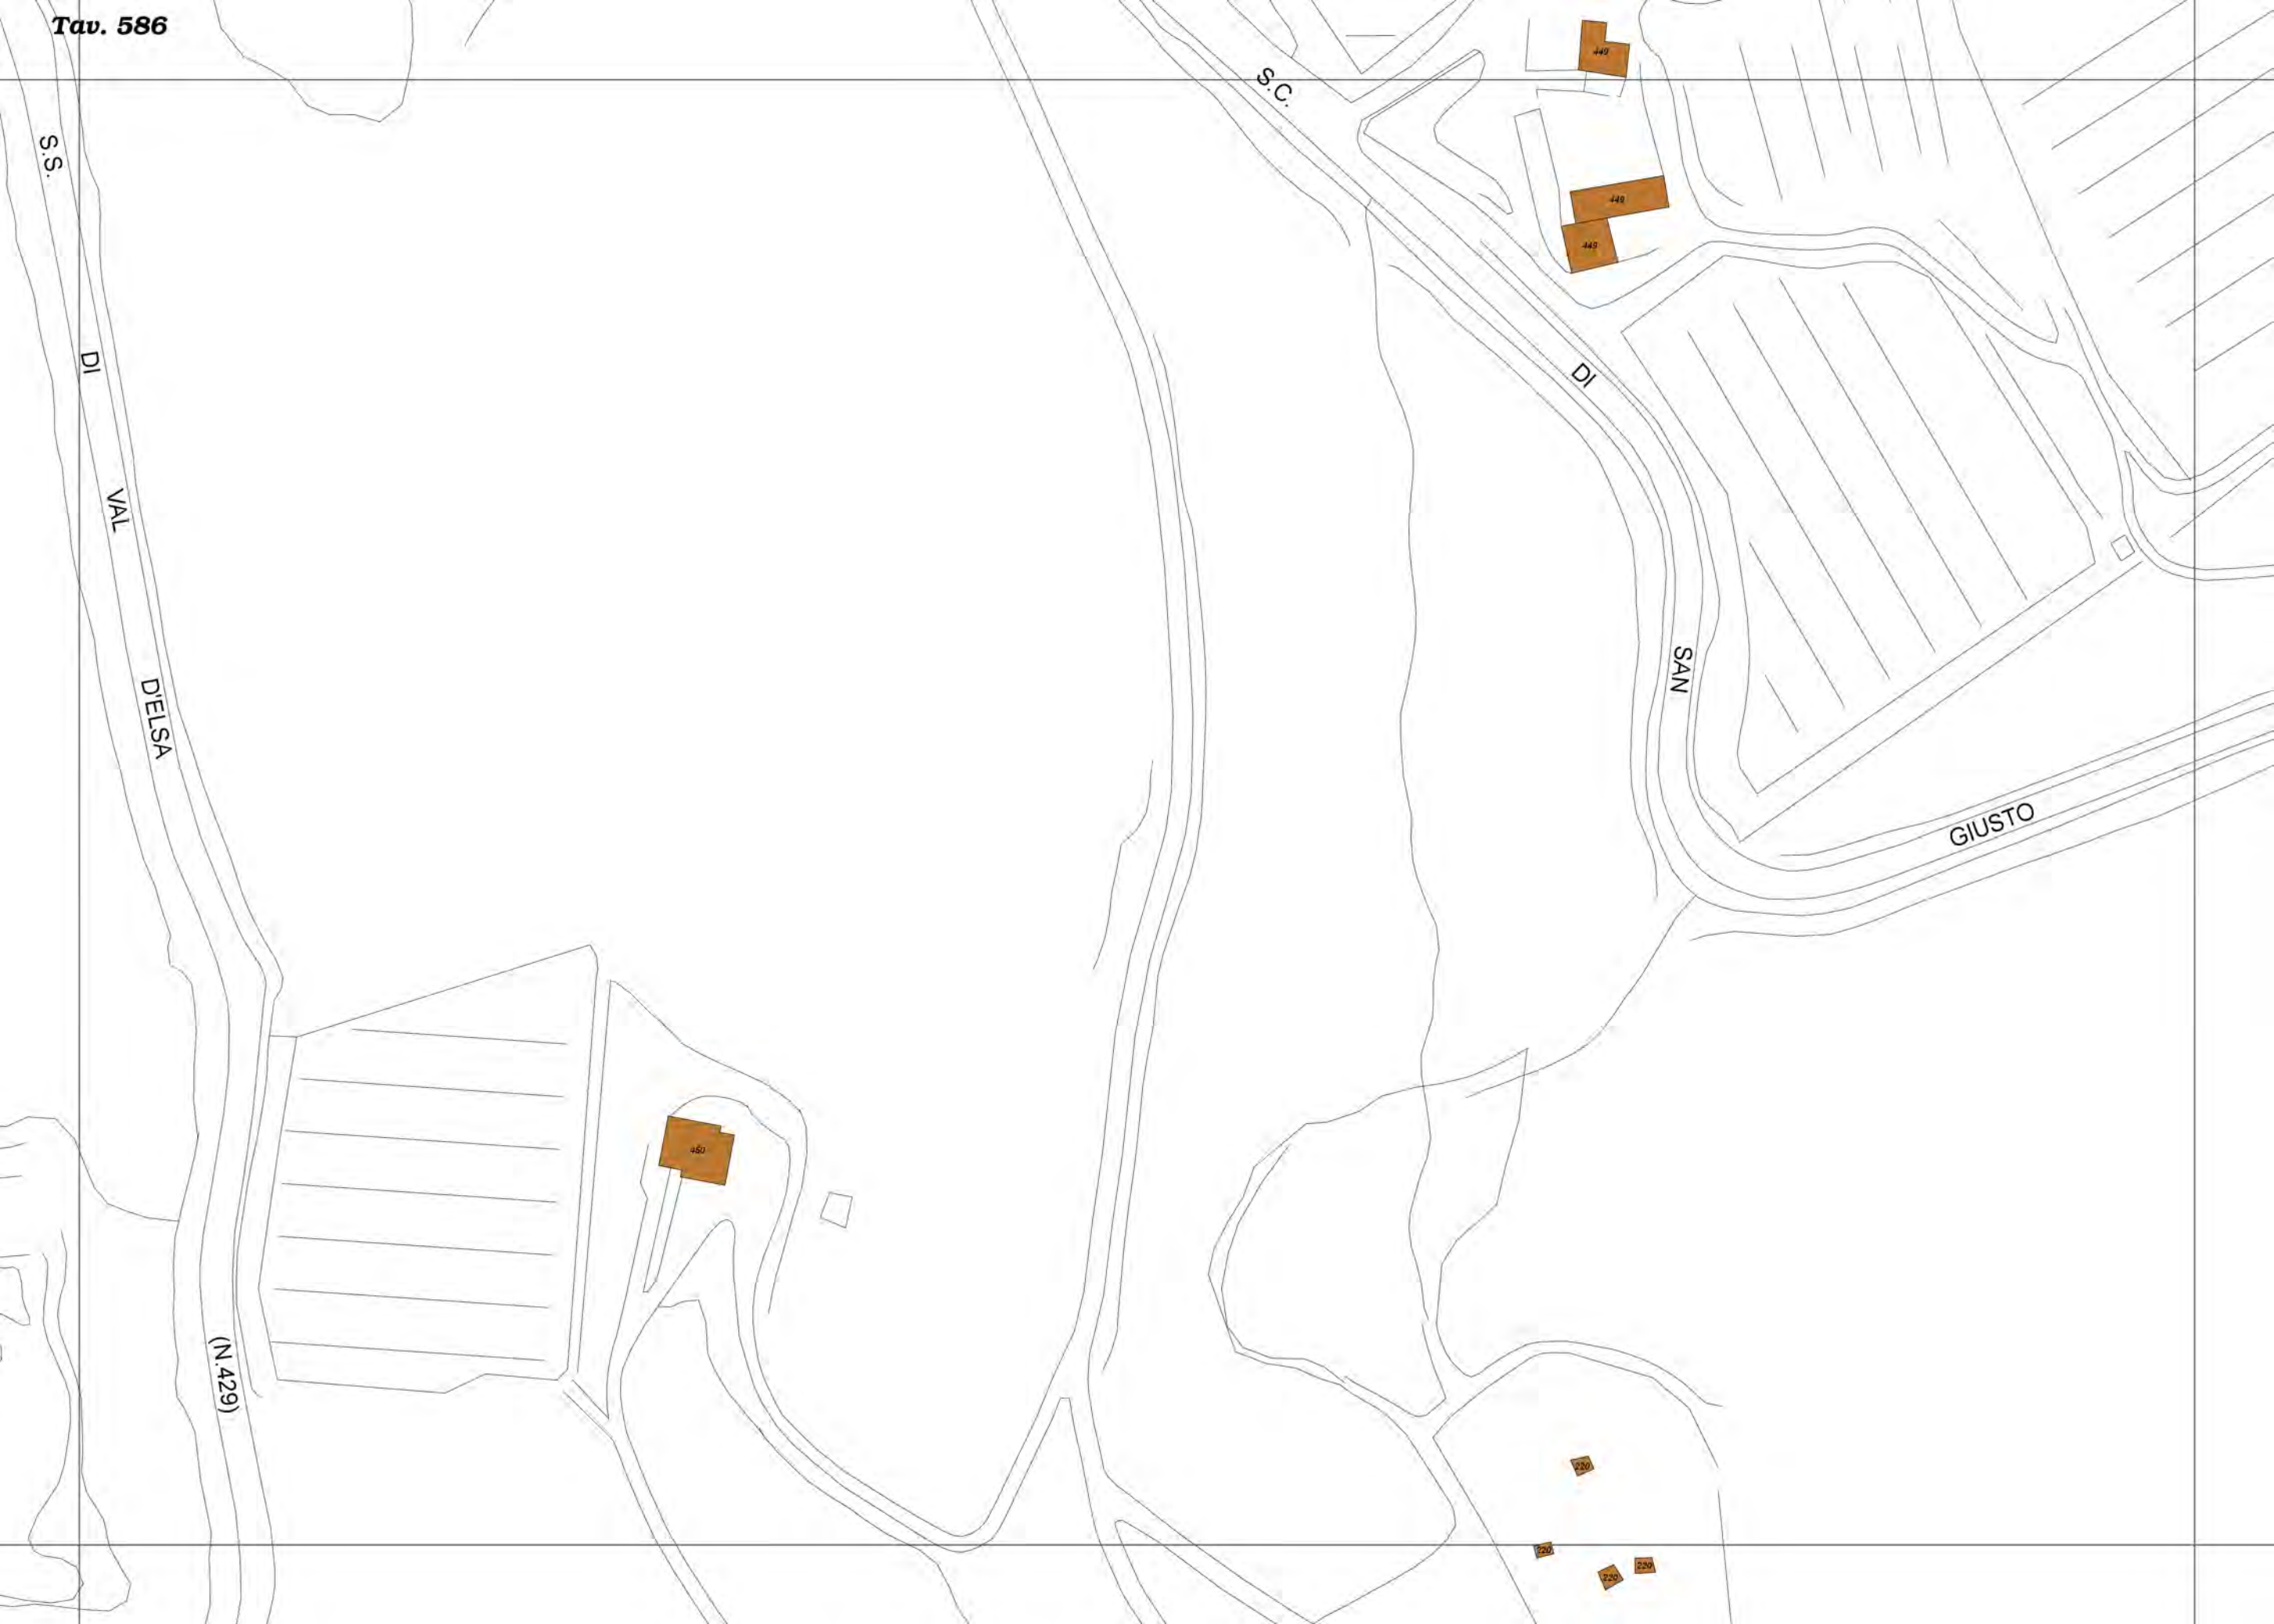 Tav. 586
S.S.
DI
VAL
D'ELSA
(N.429)
S.C.
DI
SAN
GIUSTO
449
449
449
450
220
220
220
220